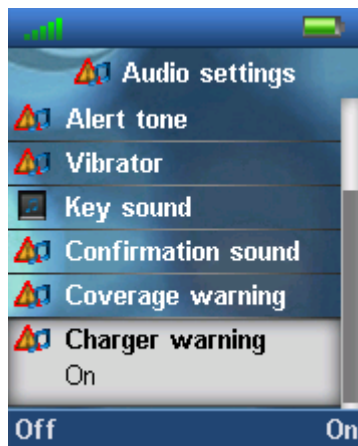 Audio settings
Alert tone
Vibrator
Key sound
Confirmation sound
Coverage warning
Charger warning
On
Off On